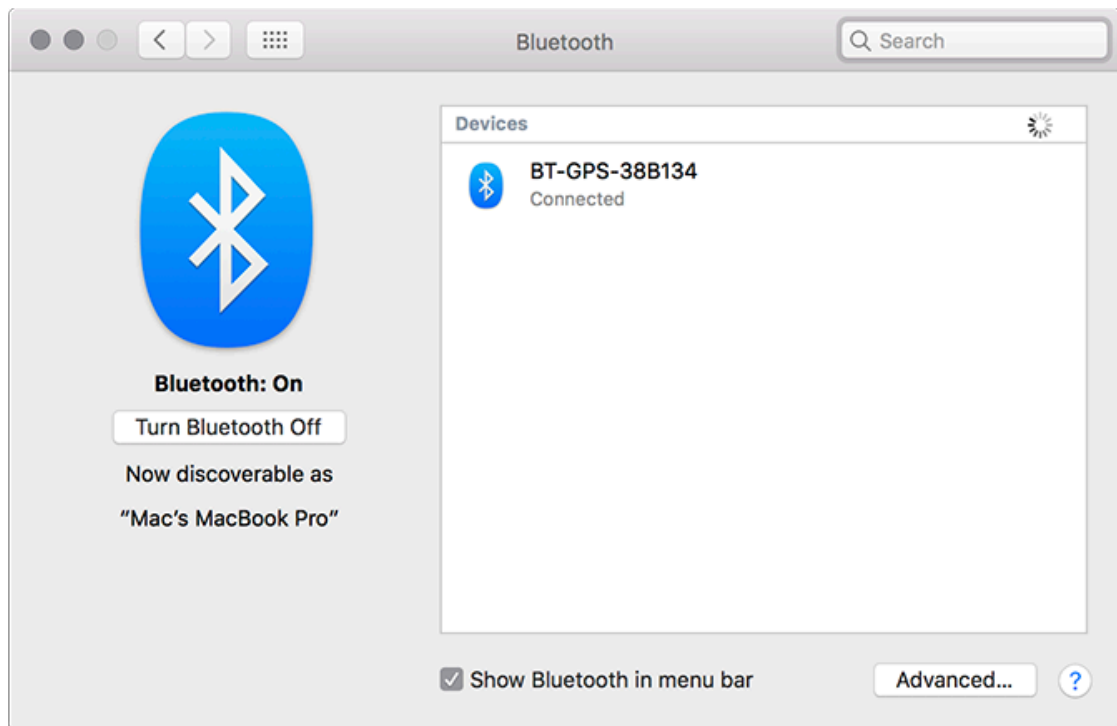 Bluetooth
Search
Bluetooth: On
Turn Bluetooth Off
Now discoverable as
“Mac’s MacBook Pro”
Devices
BT-GPS-38B134
Connected
Show Bluetooth in menu bar
Advanced...
?